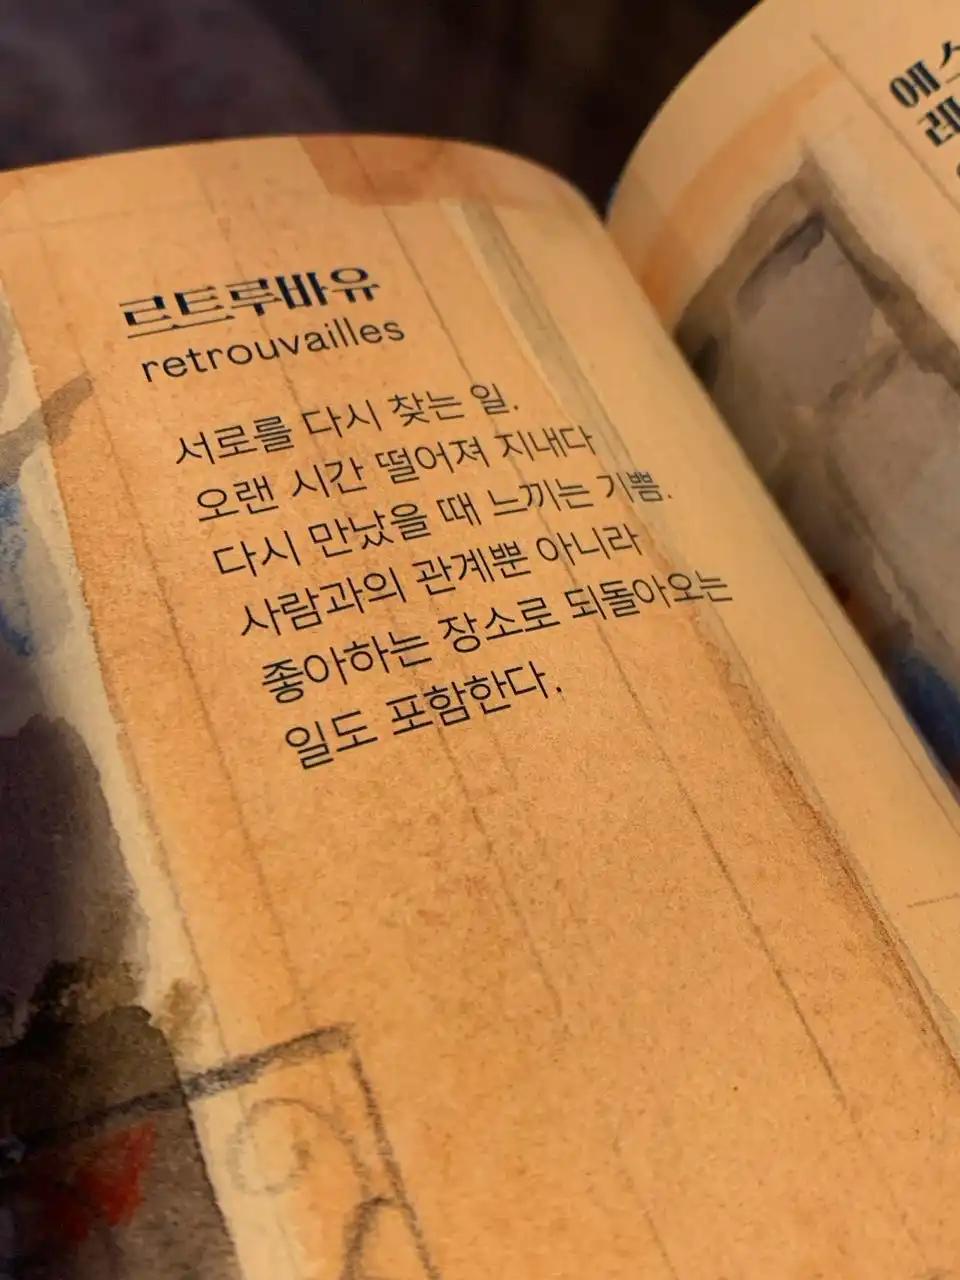 르트루바유
retrouvailles
서로를 다시 찾는 일.
오랜 시간 떨어져 지내다
다시 만났을 때 느끼는 기쁨.
사람과의 관계뿐 아니라
좋아하는 장소로 되돌아오는
일도 포함한다.